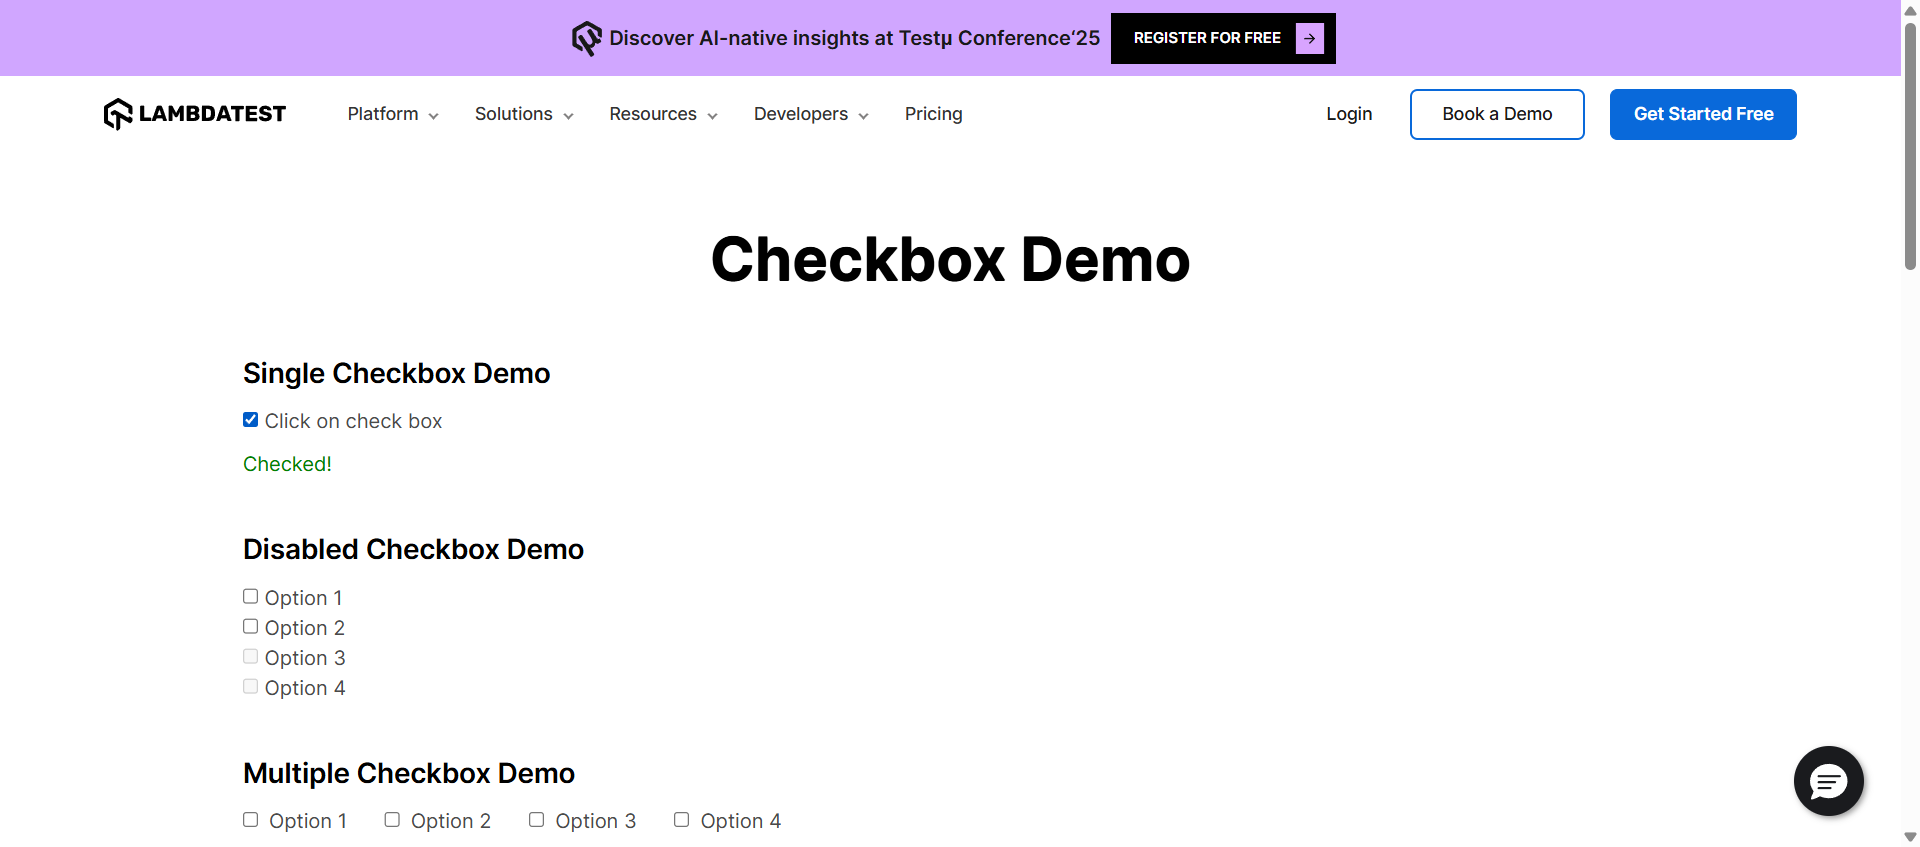 Discover AI-native insights at Testμ Conference‘25 REGISTER FOR FREE →
LAMBDATEST Platform Solutions Resources Developers Pricing Login Book a Demo Get Started Free
Checkbox Demo
Single Checkbox Demo
Click on check box
Checked!
Disabled Checkbox Demo
Option 1
Option 2
Option 3
Option 4
Multiple Checkbox Demo
Option 1 Option 2 Option 3 Option 4